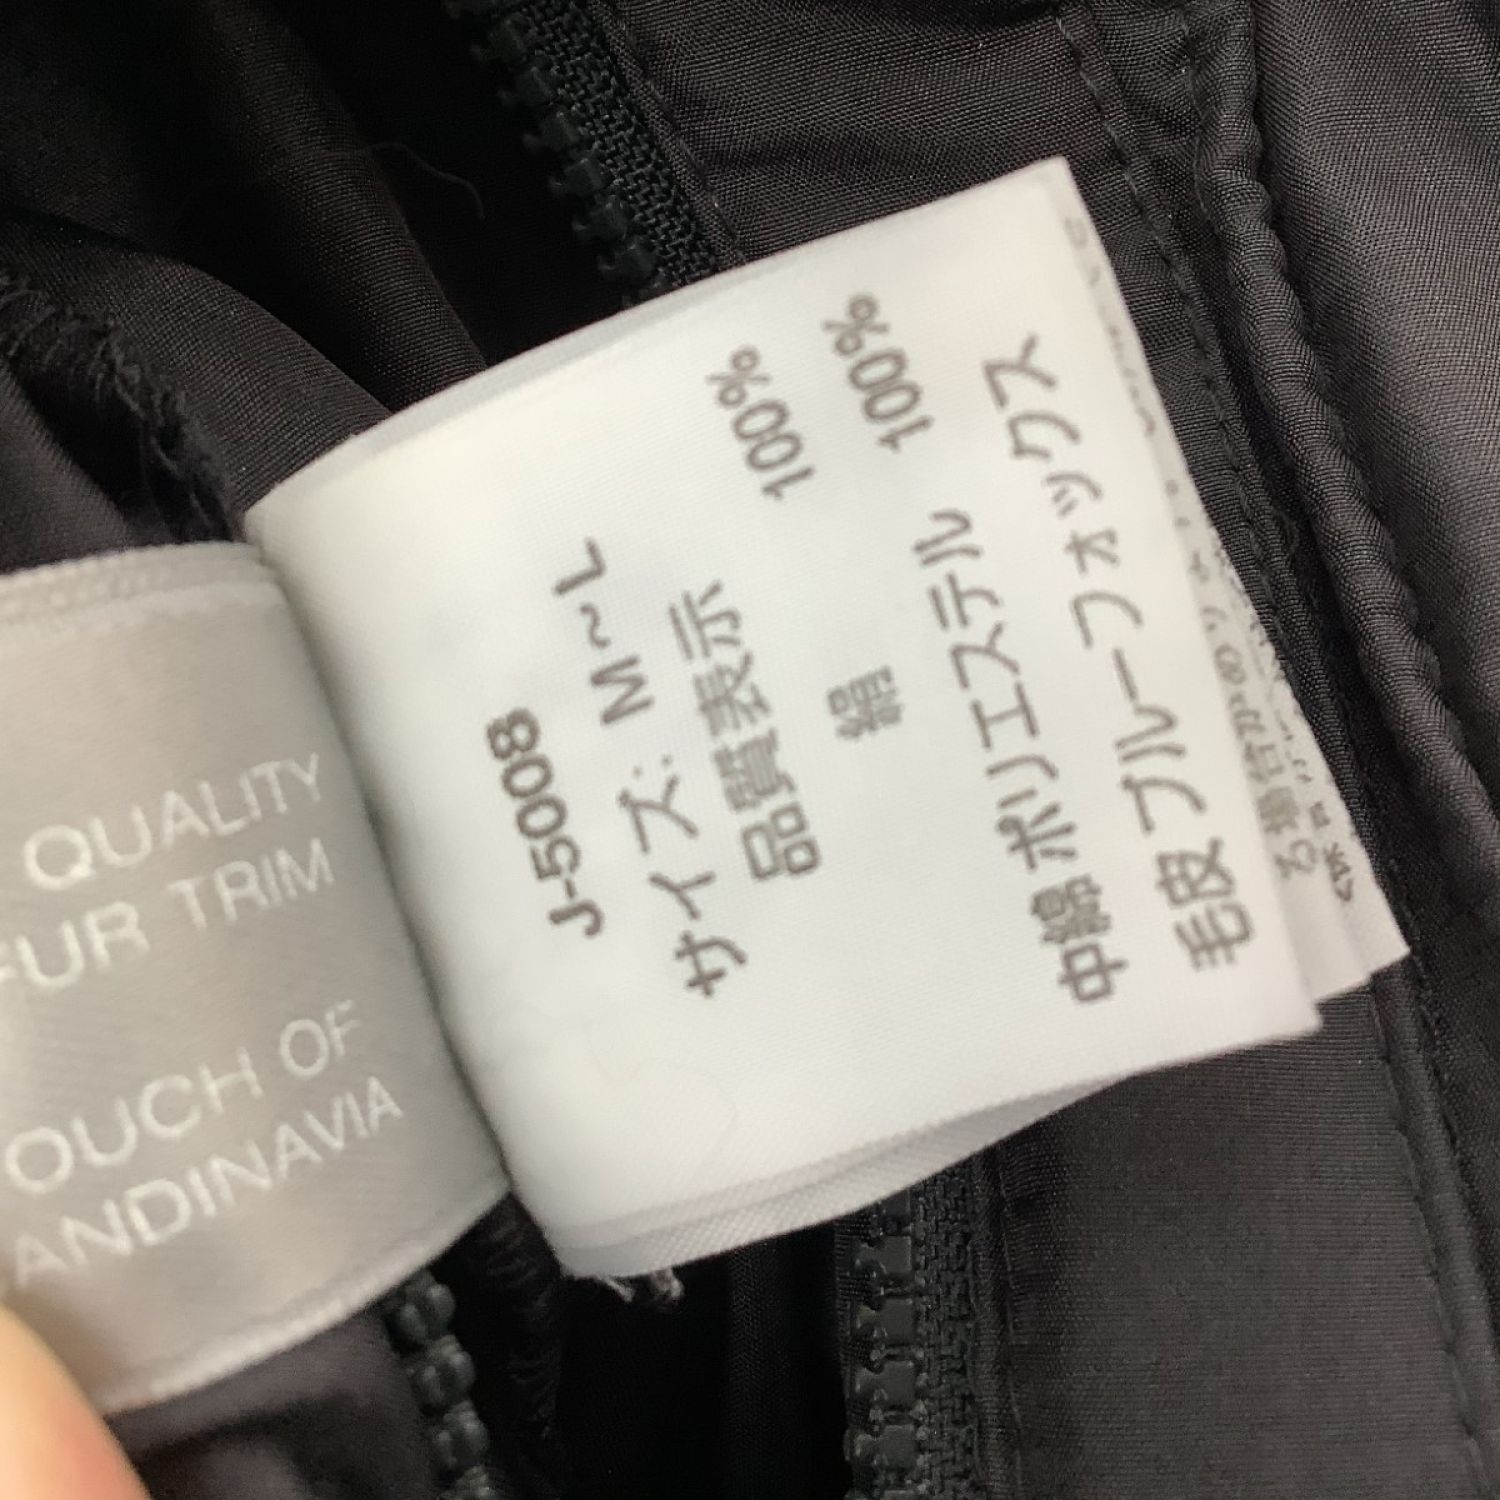 J-5008
サイズ: M~L
品質表示
絹 100%
中綿 ポリエステル 100%
毛皮 ブルーフォックス
QUALITY
FUR TRIM
OUCH OF
ANDINAVIA